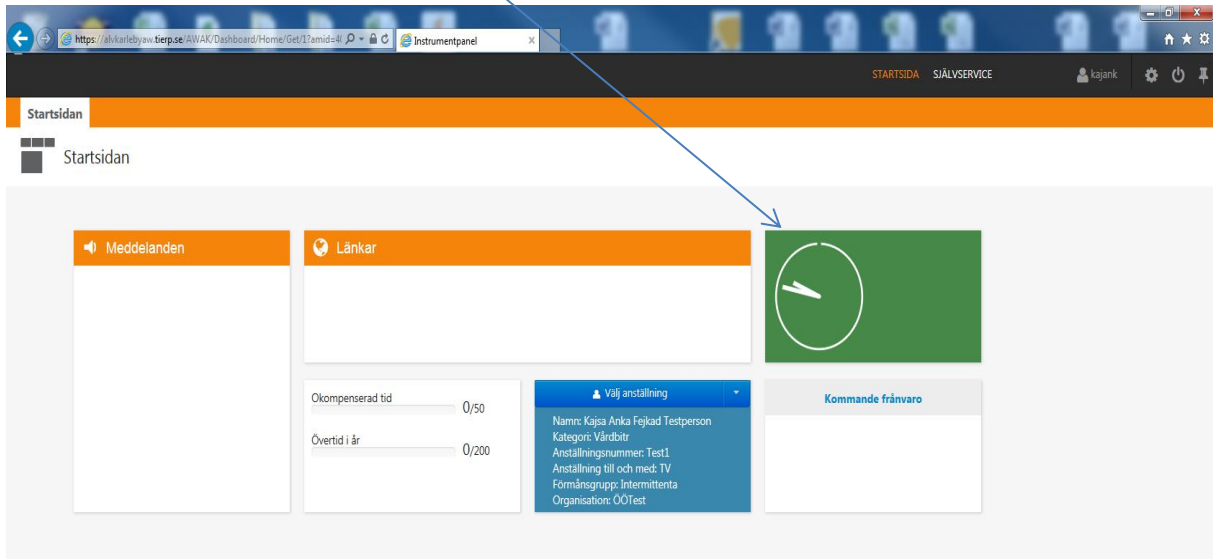 https://alvkarlebyaw.tierp.se/AWAK/Dashboard/Home/Get/1?amid=4(
Instrumentpanel
STARTSIDA SJÄLVSERVICE kajank
Startsidan
Startsidan
Meddelanden
Länkar
Okompenserad tid
0/50
Övertid i år
0/200
Välj anställning
Namn: Kajsa Anka Fejkad Testperson
Kategori: Vårdbitr
Anställningsnummer: Test1
Anställning till och med: TV
Förmånsgrupp: Intermittenta
Organisation: ÖÖTest
Kommande frånvaro